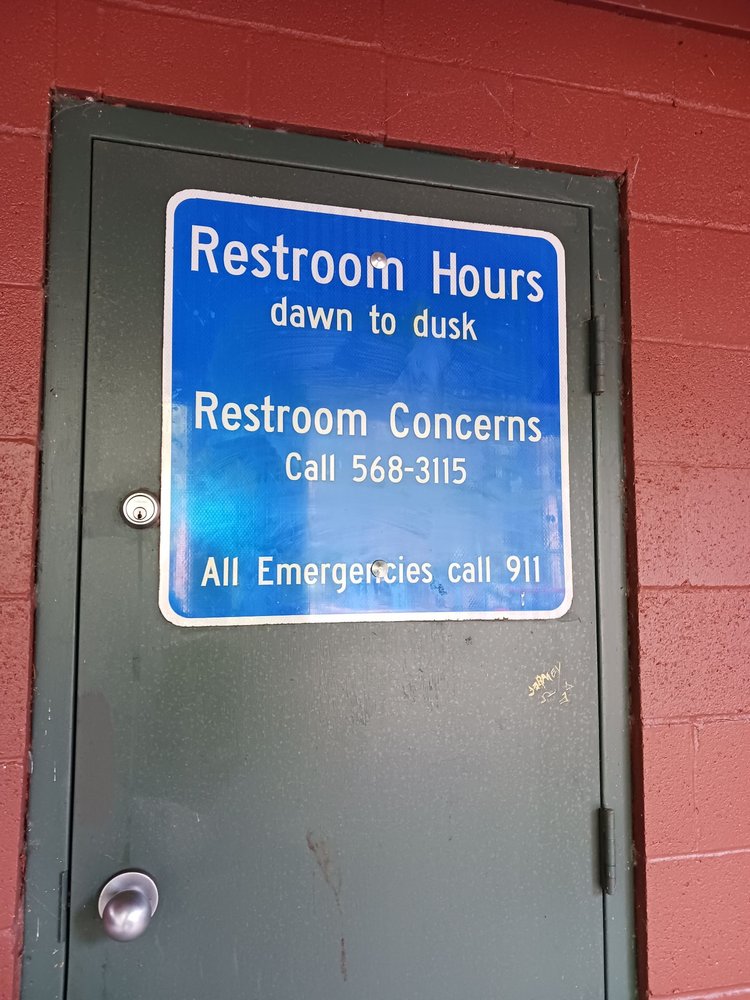 Restroom Hours
dawn to dusk
Restroom Concerns
Call 568-3115
All Emergencies call 911